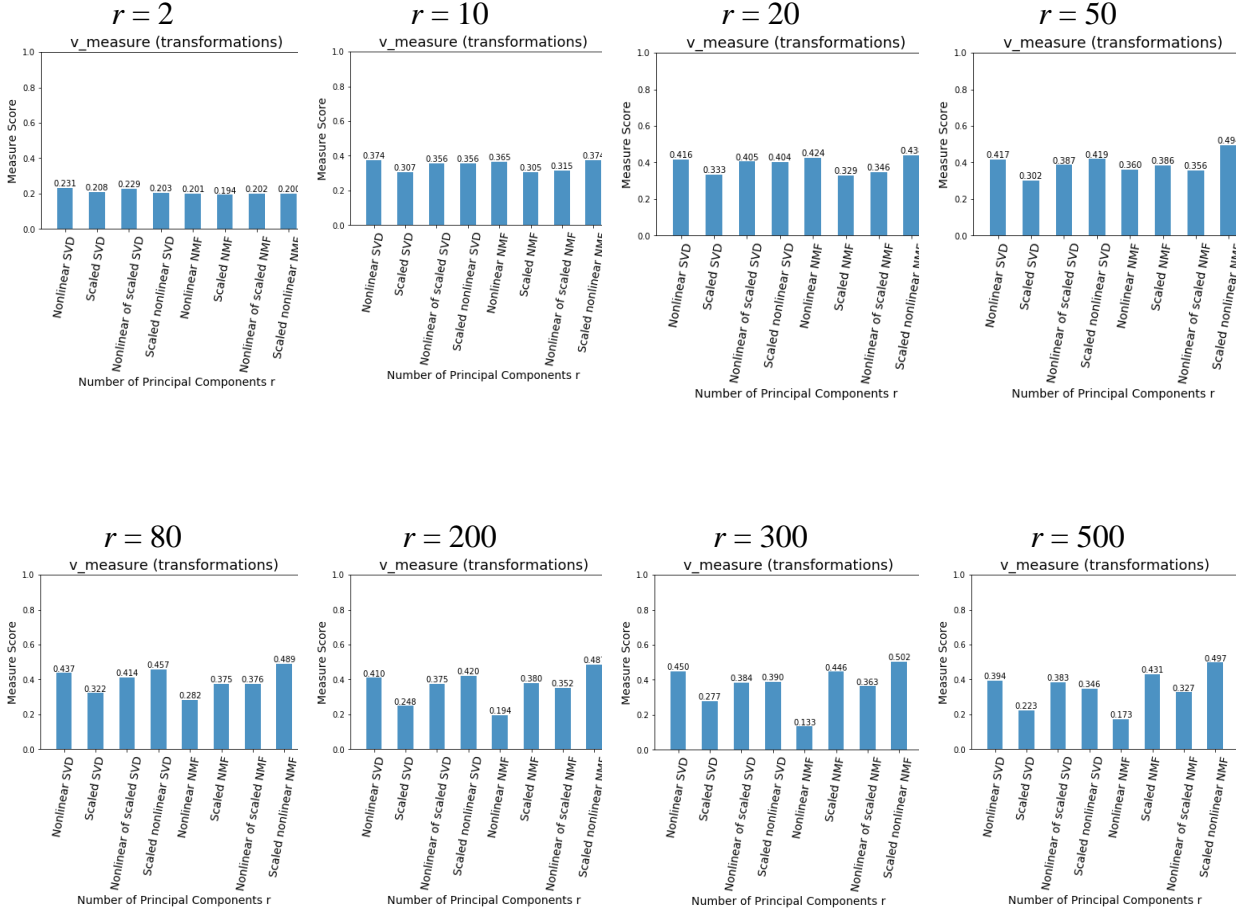 r = 2
v_measure (transformations)
Measure Score
1.0
0.8
0.6
0.4
0.2
0.0
0.231
0.208
0.229
0.203
0.201
0.194
0.202
0.200
Nonlinear SVD
Scaled SVD
Nonlinear of scaled SVD
Scaled nonlinear SVD
Nonlinear NMF
Scaled NMF
Nonlinear of scaled NMF
Scaled nonlinear NMF
Number of Principal Components r
r = 10
v_measure (transformations)
Measure Score
1.0
0.8
0.6
0.4
0.2
0.0
0.374
0.307
0.356
0.356
0.365
0.305
0.315
0.374
Nonlinear SVD
Scaled SVD
Nonlinear of scaled SVD
Scaled nonlinear SVD
Nonlinear NMF
Scaled NMF
Nonlinear of scaled NMF
Scaled nonlinear NMF
Number of Principal Components r
r = 20
v_measure (transformations)
Measure Score
1.0
0.8
0.6
0.4
0.2
0.0
0.416
0.333
0.405
0.404
0.424
0.329
0.346
0.43
Nonlinear SVD
Scaled SVD
Nonlinear of scaled SVD
Scaled nonlinear SVD
Nonlinear NMF
Scaled NMF
Nonlinear of scaled NMF
Scaled nonlinear NMF
Number of Principal Components r
r = 50
v_measure (transformations)
Measure Score
1.0
0.8
0.6
0.4
0.2
0.0
0.417
0.302
0.387
0.419
0.360
0.386
0.356
0.49
Nonlinear SVD
Scaled SVD
Nonlinear of scaled SVD
Scaled nonlinear SVD
Nonlinear NMF
Scaled NMF
Nonlinear of scaled NMF
Scaled nonlinear NMF
Number of Principal Components r
r = 80
v_measure (transformations)
Measure Score
1.0
0.8
0.6
0.4
0.2
0.0
0.437
0.322
0.414
0.457
0.282
0.375
0.376
0.489
Nonlinear SVD
Scaled SVD
Nonlinear of scaled SVD
Scaled nonlinear SVD
Nonlinear NMF
Scaled NMF
Nonlinear of scaled NMF
Scaled nonlinear NMF
Number of Principal Components r
r = 200
v_measure (transformations)
Measure Score
1.0
0.8
0.6
0.4
0.2
0.0
0.410
0.248
0.375
0.420
0.194
0.380
0.352
0.48
Nonlinear SVD
Scaled SVD
Nonlinear of scaled SVD
Scaled nonlinear SVD
Nonlinear NMF
Scaled NMF
Nonlinear of scaled NMF
Scaled nonlinear NMF
Number of Principal Components r
r = 300
v_measure (transformations)
Measure Score
1.0
0.8
0.6
0.4
0.2
0.0
0.450
0.277
0.384
0.390
0.133
0.446
0.363
0.502
Nonlinear SVD
Scaled SVD
Nonlinear of scaled SVD
Scaled nonlinear SVD
Nonlinear NMF
Scaled NMF
Nonlinear of scaled NMF
Scaled nonlinear NMF
Number of Principal Components r
r = 500
v_measure (transformations)
Measure Score
1.0
0.8
0.6
0.4
0.2
0.0
0.394
0.223
0.383
0.346
0.173
0.431
0.327
0.497
Nonlinear SVD
Scaled SVD
Nonlinear of scaled SVD
Scaled nonlinear SVD
Nonlinear NMF
Scaled NMF
Nonlinear of scaled NMF
Scaled nonlinear NMF
Number of Principal Components r